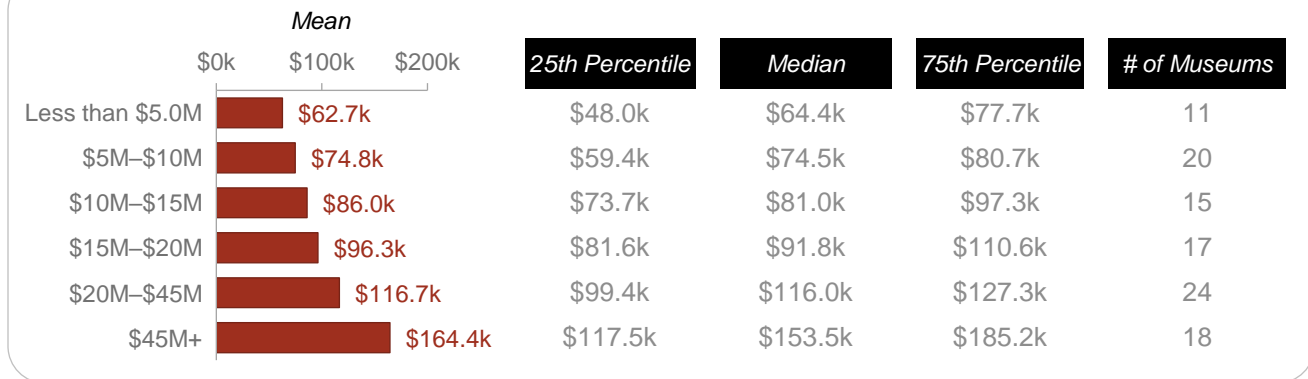 Mean
$0k $100k $200k 25th Percentile Median 75th Percentile # of Museums
Less than $5.0M $62.7k $48.0k $64.4k $77.7k 11
$5M–$10M $74.8k $59.4k $74.5k $80.7k 20
$10M–$15M $86.0k $73.7k $81.0k $97.3k 15
$15M–$20M $96.3k $81.6k $91.8k $110.6k 17
$20M–$45M $116.7k $99.4k $116.0k $127.3k 24
$45M+ $164.4k $117.5k $153.5k $185.2k 18